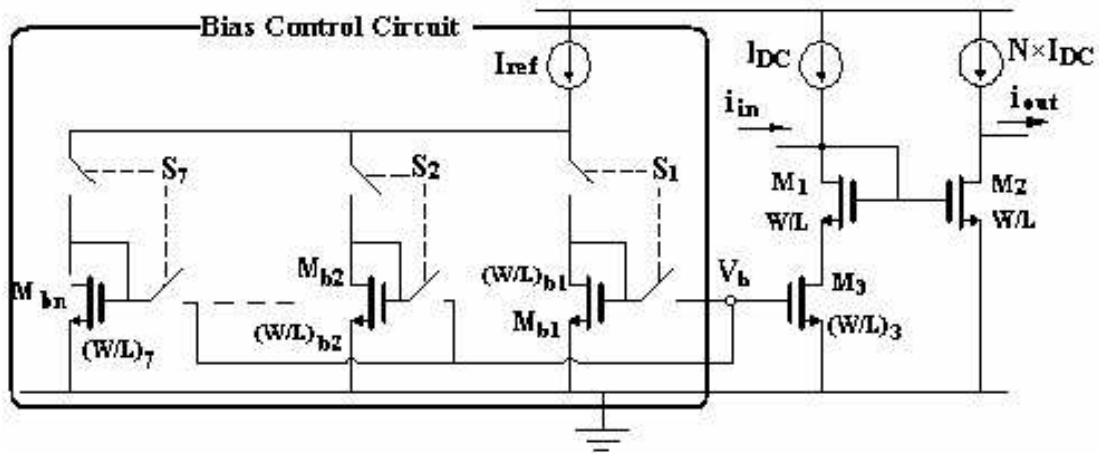 Bias Control Circuit
Iref
IDC
N×IDC
iin
iout
S7
S2
S1
M1
M2
W/L
W/L
Mb2
(W/L)b1
Vb
Mbn
M3
(W/L)7
(W/L)b2
Mb1
(W/L)3